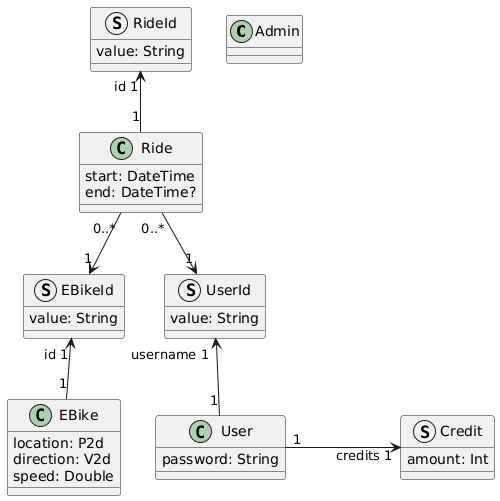 S RideId
value: String
C Admin
id 1
1
C Ride
start: DateTime
end: DateTime?
0..*
0..*
1
1
S EBikeId
value: String
S UserId
value: String
id 1
username 1
1
1
C EBike
location: P2d
direction: V2d
speed: Double
C User
password: String
1
credits 1
S Credit
amount: Int